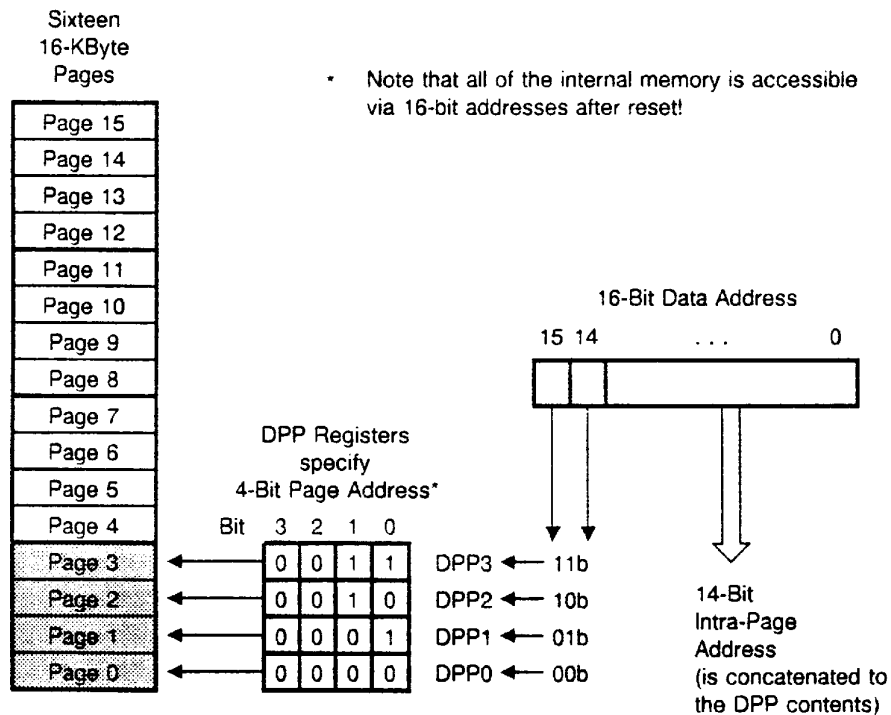 Sixteen
16-KByte
Pages
* Note that all of the internal memory is accessible
via 16-bit addresses after reset!
Page 15
Page 14
Page 13
Page 12
Page 11
Page 10
Page 9
Page 8
Page 7
Page 6
Page 5
Page 4
Page 3
Page 2
Page 1
Page 0
16-Bit Data Address
15 14 . . . 0
DPP Registers
specify
4-Bit Page Address*
Bit 3 2 1 0
0 0 1 1 DPP3 11b
0 0 1 0 DPP2 10b
0 0 0 1 DPP1 01b
0 0 0 0 DPP0 00b
14-Bit
Intra-Page
Address
(is concatenated to
the DPP contents)